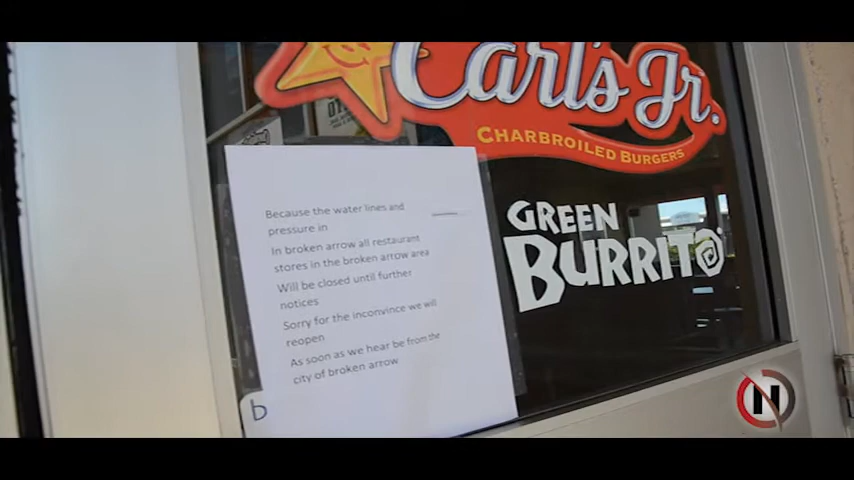 Carl's Jr.
CHARBROILED BURGERS
GREEN
BURRITO
Because the water lines and
pressure in
In broken arrow all restaurant
stores in the broken arrow area
Will be closed until further
notices
Sorry for the inconvince we will
reopen
As soon as we hear be from the
city of broken arrow
b
N